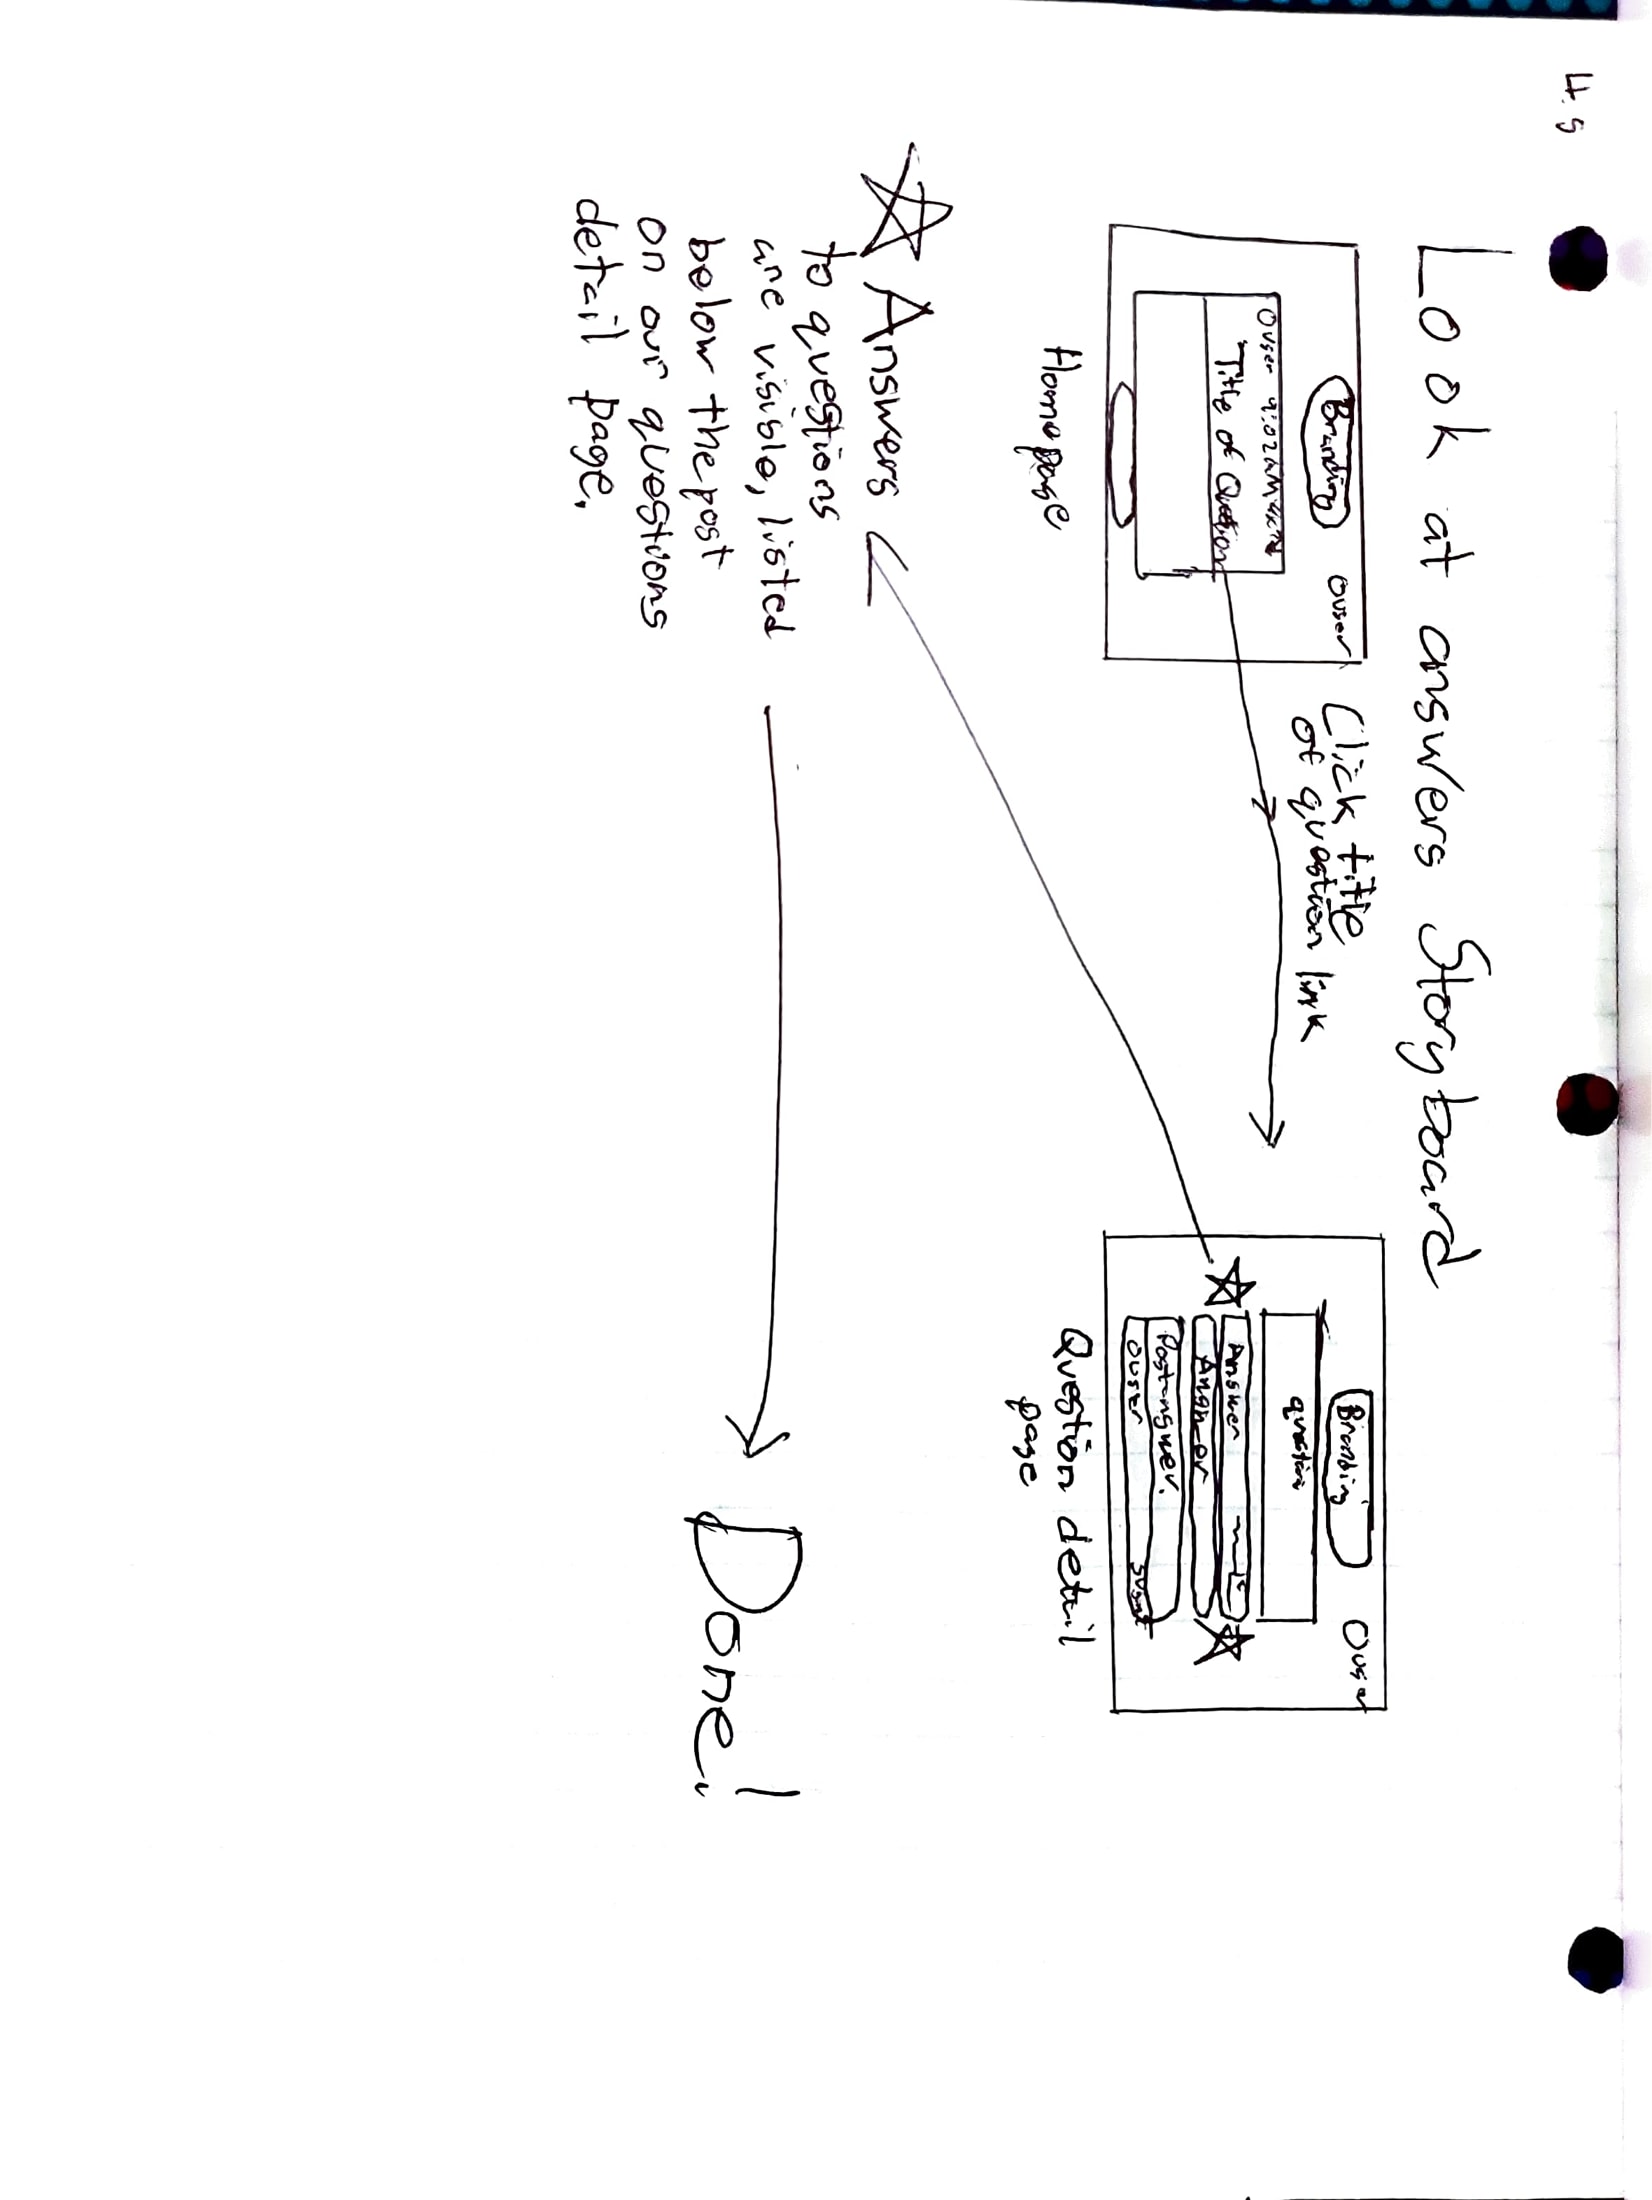 4.5
Look at answers Storyboard
Branding
Ouser
Ouser 9:02AM
Title of Question
Homepage
Click title
of question link
Branding
Ouser
question
Answer
Answer
Post answer.
Ouser
Question detail
page
Answers
to questions
are visible, listed
below the post
on our questions
detail page.
Done!